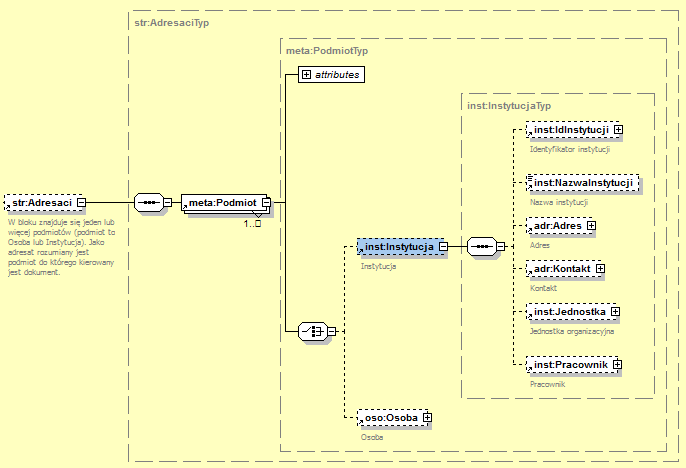 str:AdresaciTyp
meta:PodmiotTyp
attributes
inst:InstytucjaTyp
inst:IdInstytucji
Identyfikator instytucji
inst:NazwaInstytucji
Nazwa instytucji
str:Adresaci
meta:Podmiot
1..
W bloku znajduje się jeden lub
więcej podmiotów (podmiot to
Osoba lub Instytucja). Jako
adresat rozumiany jest
podmiot do którego kierowany
jest dokument.
adr:Adres
Adres
inst:Instytucja
Instytucja
adr:Kontakt
Kontakt
inst:Jednostka
Jednostka organizacyjna
inst:Pracownik
Pracownik
oso:Osoba
Osoba